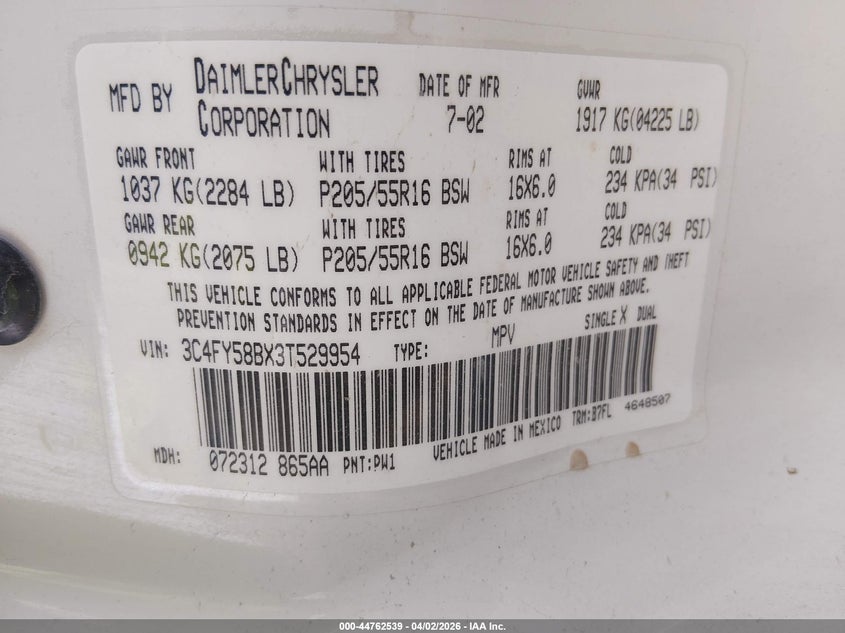 MFD BY DAIMLERCHRYSLER CORPORATION DATE OF MFR 7-02 GVWR 1917 KG(04225 LB)
GAWR FRONT WITH TIRES RIMS AT COLD
1037 KG(2284 LB) P205/55R16 BSW 16X6.0 234 KPA(34 PSI)
GAWR REAR WITH TIRES RIMS AT COLD
0942 KG(2075 LB) P205/55R16 BSW 16X6.0 234 KPA(34 PSI)
THIS VEHICLE CONFORMS TO ALL APPLICABLE FEDERAL MOTOR VEHICLE SAFETY AND THEFT
PREVENTION STANDARDS IN EFFECT ON THE DATE OF MANUFACTURE SHOWN ABOVE.
VIN: 3C4FY58BX3T529954 TYPE: MPV SINGLE X DUAL
MDH: 072312 865AA PNT:PW1 VEHICLE MADE IN MEXICO TRM:B7FL 4648507
000-44762539 - 04/02/2026 - IAA Inc.